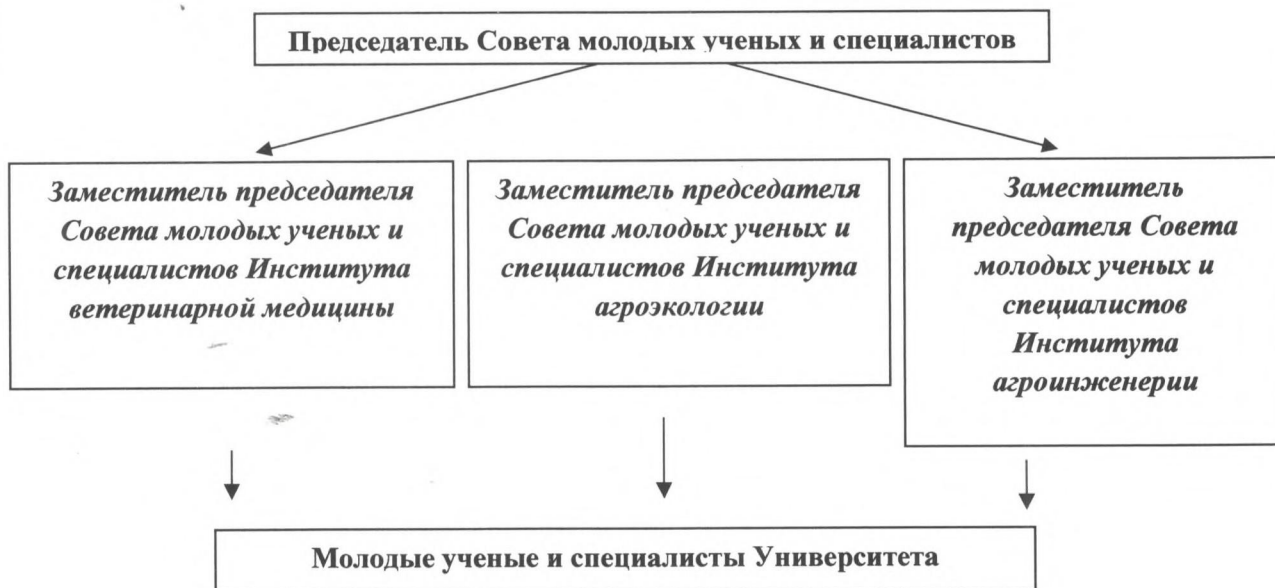 Председатель Совета молодых ученых и специалистов
Заместитель председателя
Совета молодых ученых и
специалистов Института
ветеринарной медицины
Заместитель председателя
Совета молодых ученых и
специалистов Института
агроэкологии
Заместитель
председателя Совета
молодых ученых и
специалистов
Института
агроинженерии
Молодые ученые и специалисты Университета